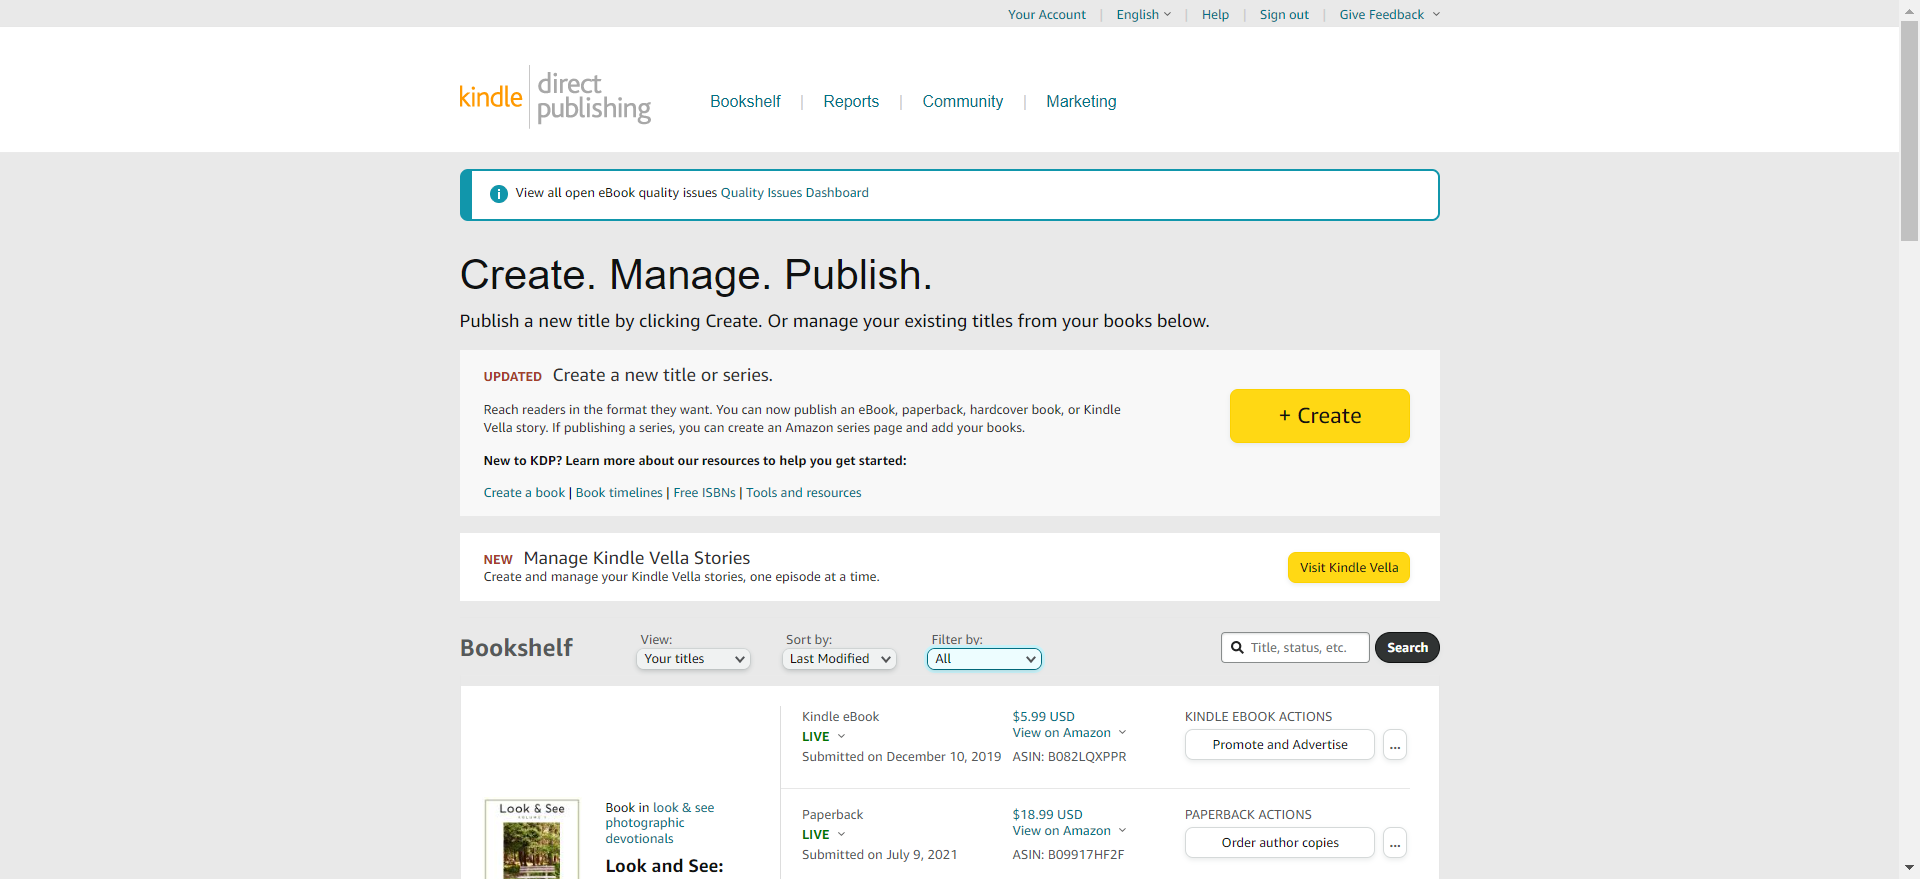 Your Account | English | Help | Sign out | Give Feedback
kindle direct publishing
Bookshelf | Reports | Community | Marketing
View all open eBook quality issues Quality Issues Dashboard
Create. Manage. Publish.
Publish a new title by clicking Create. Or manage your existing titles from your books below.
UPDATED Create a new title or series.
Reach readers in the format they want. You can now publish an eBook, paperback, hardcover book, or Kindle
Vella story. If publishing a series, you can create an Amazon series page and add your books.
+ Create
New to KDP? Learn more about our resources to help you get started:
Create a book | Book timelines | Free ISBNs | Tools and resources
NEW Manage Kindle Vella Stories
Create and manage your Kindle Vella stories, one episode at a time.
Visit Kindle Vella
Bookshelf
View:
Your titles
Sort by:
Last Modified
Filter by:
All
Title, status, etc.
Search
Look & See
VOLUME 1
Book in look & see
photographic
devotionals
Look and See:
Kindle eBook
LIVE
Submitted on December 10, 2019
$5.99 USD
View on Amazon
ASIN: B082LQXPPR
KINDLE EBOOK ACTIONS
Promote and Advertise
...
Paperback
LIVE
Submitted on July 9, 2021
$18.99 USD
View on Amazon
ASIN: B09917HF2F
PAPERBACK ACTIONS
Order author copies
...